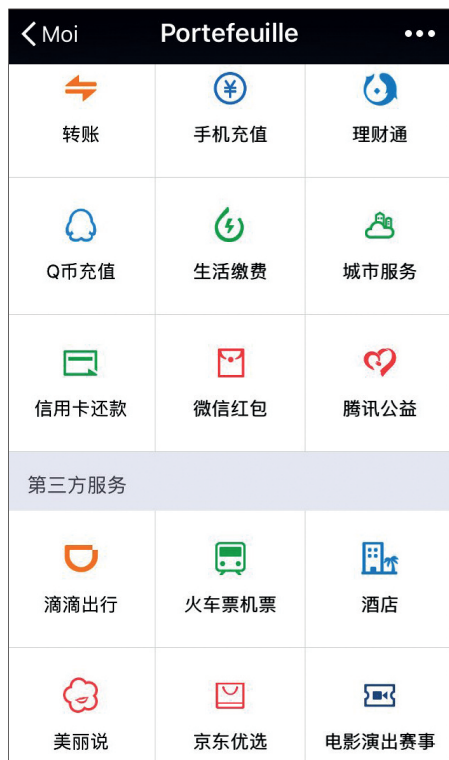 Moi Portefeuille
转账 手机充值 理财通
Q币充值 生活缴费 城市服务
信用卡还款 微信红包 腾讯公益
第三方服务
滴滴出行 火车票机票 酒店
美丽说 京东优选 电影演出赛事